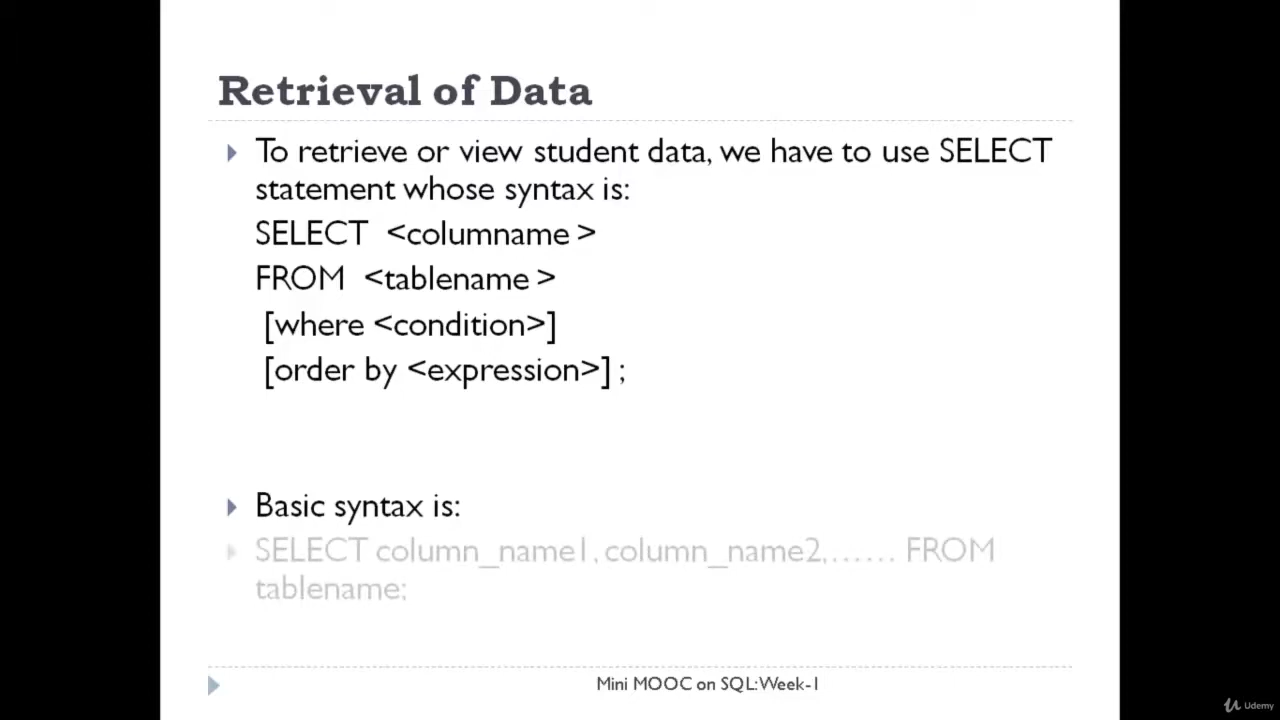 Retrieval of Data
To retrieve or view student data, we have to use SELECT
statement whose syntax is:
SELECT <columname >
FROM <tablename >
[where <condition>]
[order by <expression>] ;
Basic syntax is:
SELECT column_name1, column_name2,...... FROM
tablename;
Mini MOOC on SQL:Week-1
Udemy